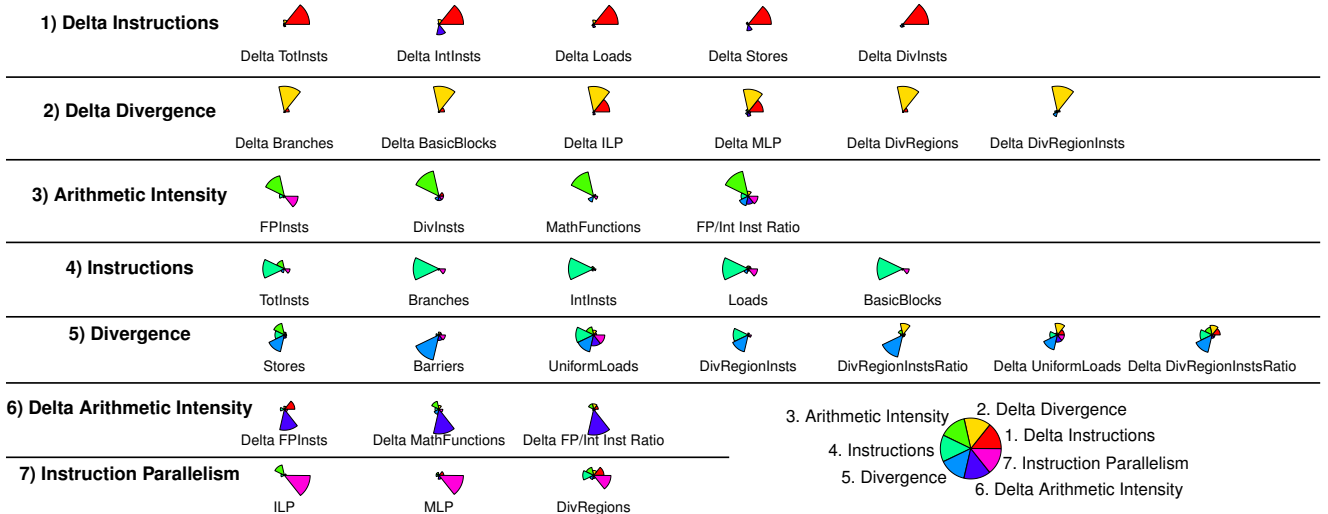 1) Delta Instructions
Delta TotInsts Delta IntInsts Delta Loads Delta Stores Delta DivInsts
2) Delta Divergence
Delta Branches Delta BasicBlocks Delta ILP Delta MLP Delta DivRegions Delta DivRegionInsts
3) Arithmetic Intensity
FPInsts DivInsts MathFunctions FP/Int Inst Ratio
4) Instructions
TotInsts Branches IntInsts Loads BasicBlocks
5) Divergence
Stores Barriers UniformLoads DivRegionInsts DivRegionInstsRatio Delta UniformLoads Delta DivRegionInstsRatio
6) Delta Arithmetic Intensity
Delta FPInsts Delta MathFunctions Delta FP/Int Inst Ratio
7) Instruction Parallelism
ILP MLP DivRegions
3. Arithmetic Intensity 2. Delta Divergence
4. Instructions 1. Delta Instructions
5. Divergence 7. Instruction Parallelism
6. Delta Arithmetic Intensity